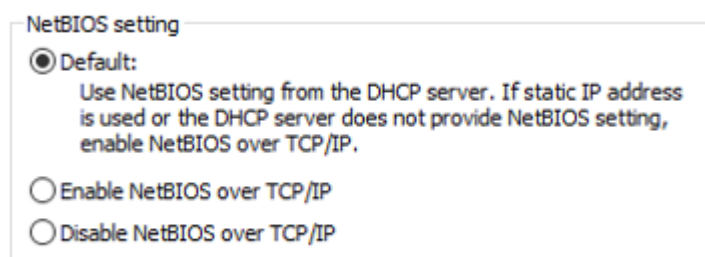 NetBIOS setting
Default:
Use NetBIOS setting from the DHCP server. If static IP address
is used or the DHCP server does not provide NetBIOS setting,
enable NetBIOS over TCP/IP.
Enable NetBIOS over TCP/IP
Disable NetBIOS over TCP/IP